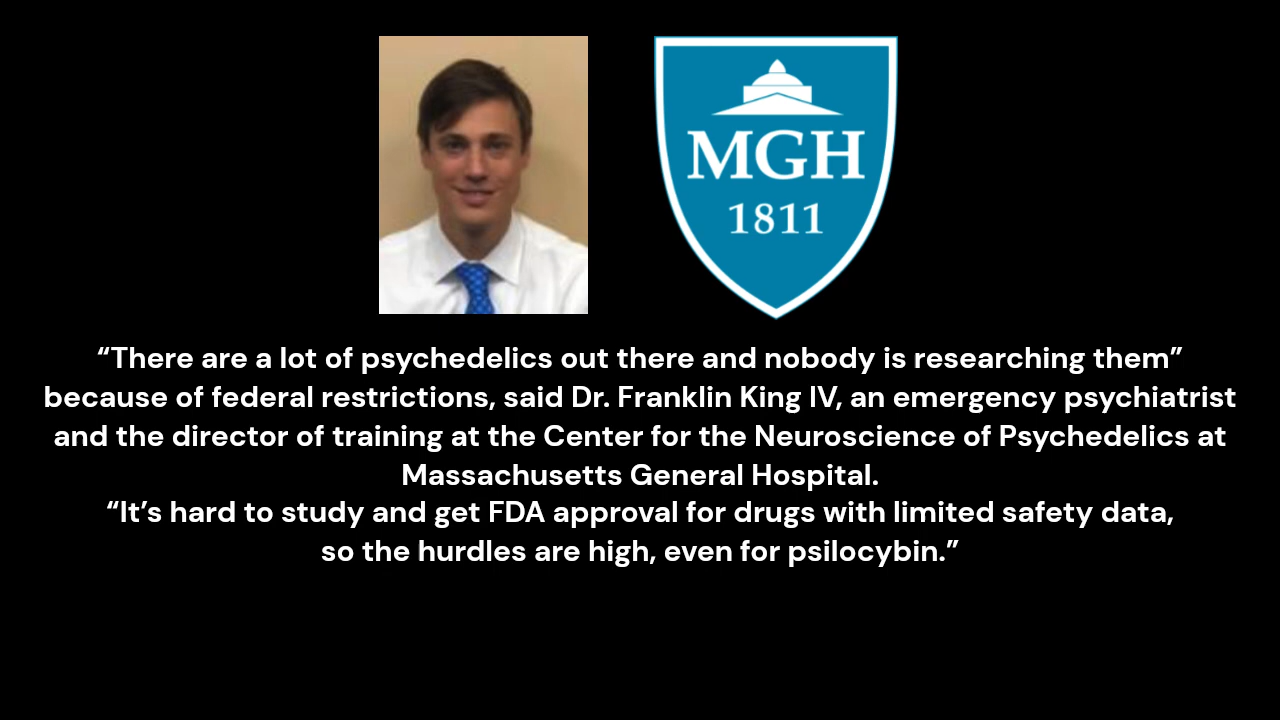 MGH
1811
“There are a lot of psychedelics out there and nobody is researching them”
because of federal restrictions, said Dr. Franklin King IV, an emergency psychiatrist
and the director of training at the Center for the Neuroscience of Psychedelics at
Massachusetts General Hospital.
“It’s hard to study and get FDA approval for drugs with limited safety data,
so the hurdles are high, even for psilocybin.”